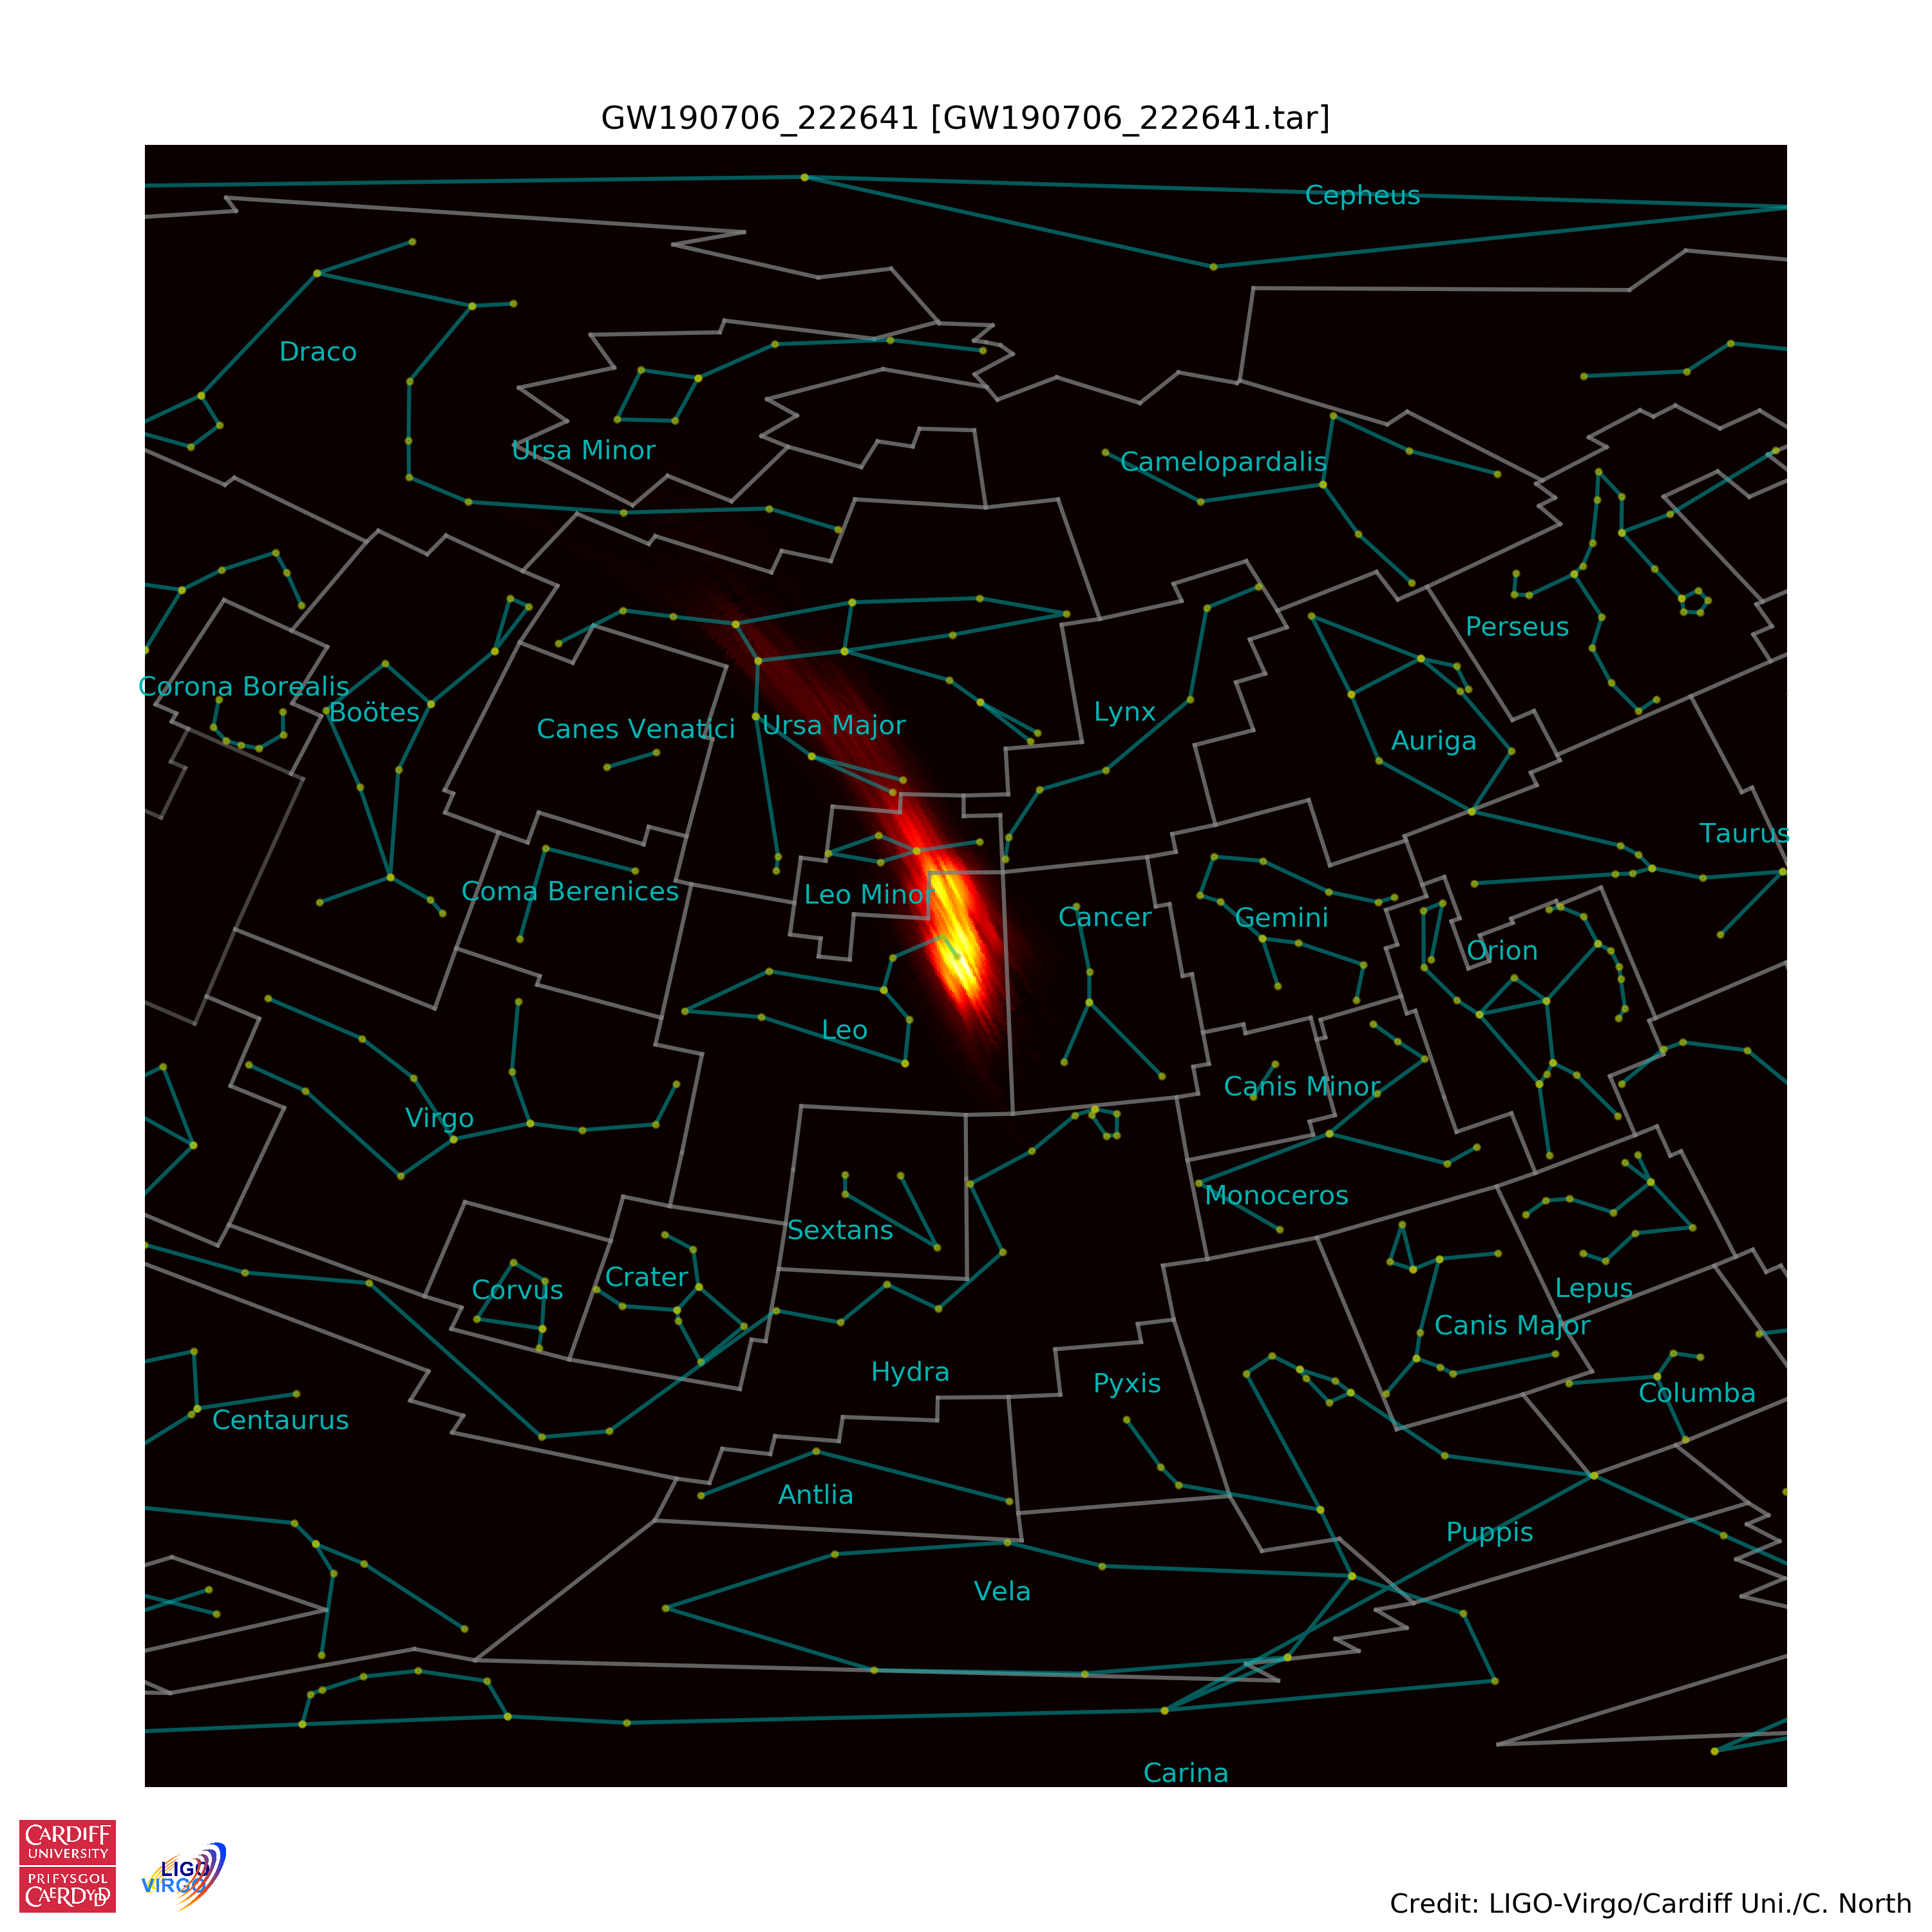 GW190706_222641 [GW190706_222641.tar]
Cepheus
Draco
Ursa Minor
Camelopardalis
Perseus
Corona Borealis
Boötes
Canes Venatici
Ursa Major
Lynx
Auriga
Taurus
Coma Berenices
Leo Minor
Cancer
Gemini
Orion
Leo
Canis Minor
Virgo
Monoceros
Sextans
Corvus
Crater
Lepus
Canis Major
Hydra
Pyxis
Columba
Centaurus
Antlia
Puppis
Vela
Carina
CARDIFF
UNIVERSITY
PRIFYSGOL
CAERDYDD
LIGO
VIRGO
Credit: LIGO-Virgo/Cardiff Uni./C. North